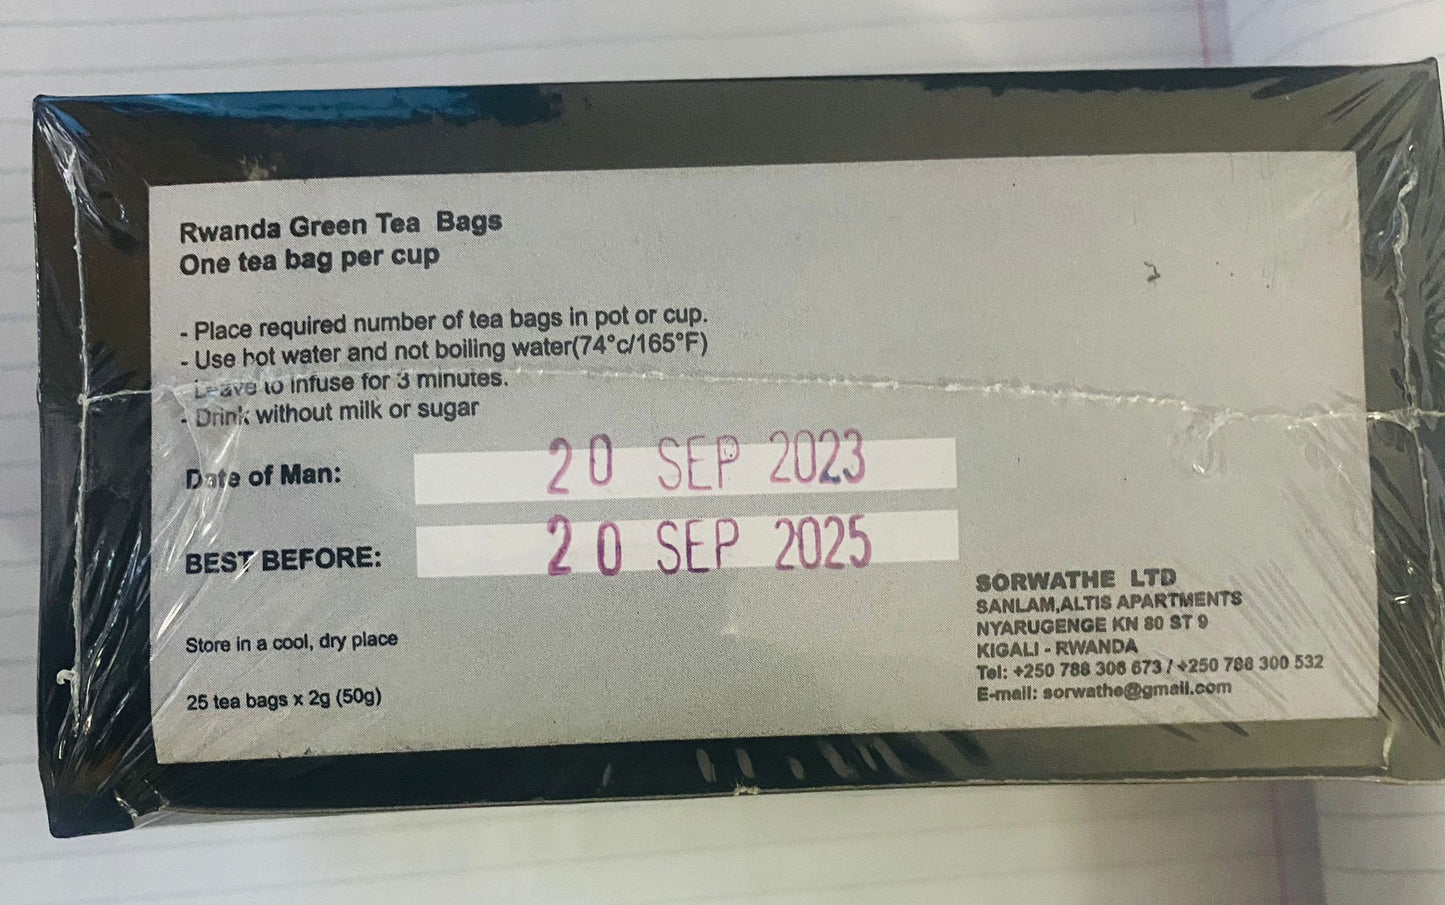 Rwanda Green Tea Bags
One tea bag per cup
- Place required number of tea bags in pot or cup.
- Use hot water and not boiling water(74°c/165°F)
- Leave to infuse for 3 minutes.
- Drink without milk or sugar
Date of Man: 20 SEP 2023
BEST BEFORE: 20 SEP 2025
Store in a cool, dry place
25 tea bags x 2g (50g)
SORWATHE LTD
SANLAM,ALTIS APARTMENTS
NYARUGENGE KN 80 ST 9
KIGALI - RWANDA
Tel: +250 788 306 673 / +250 788 300 532
E-mail: sorwathe@gmail.com